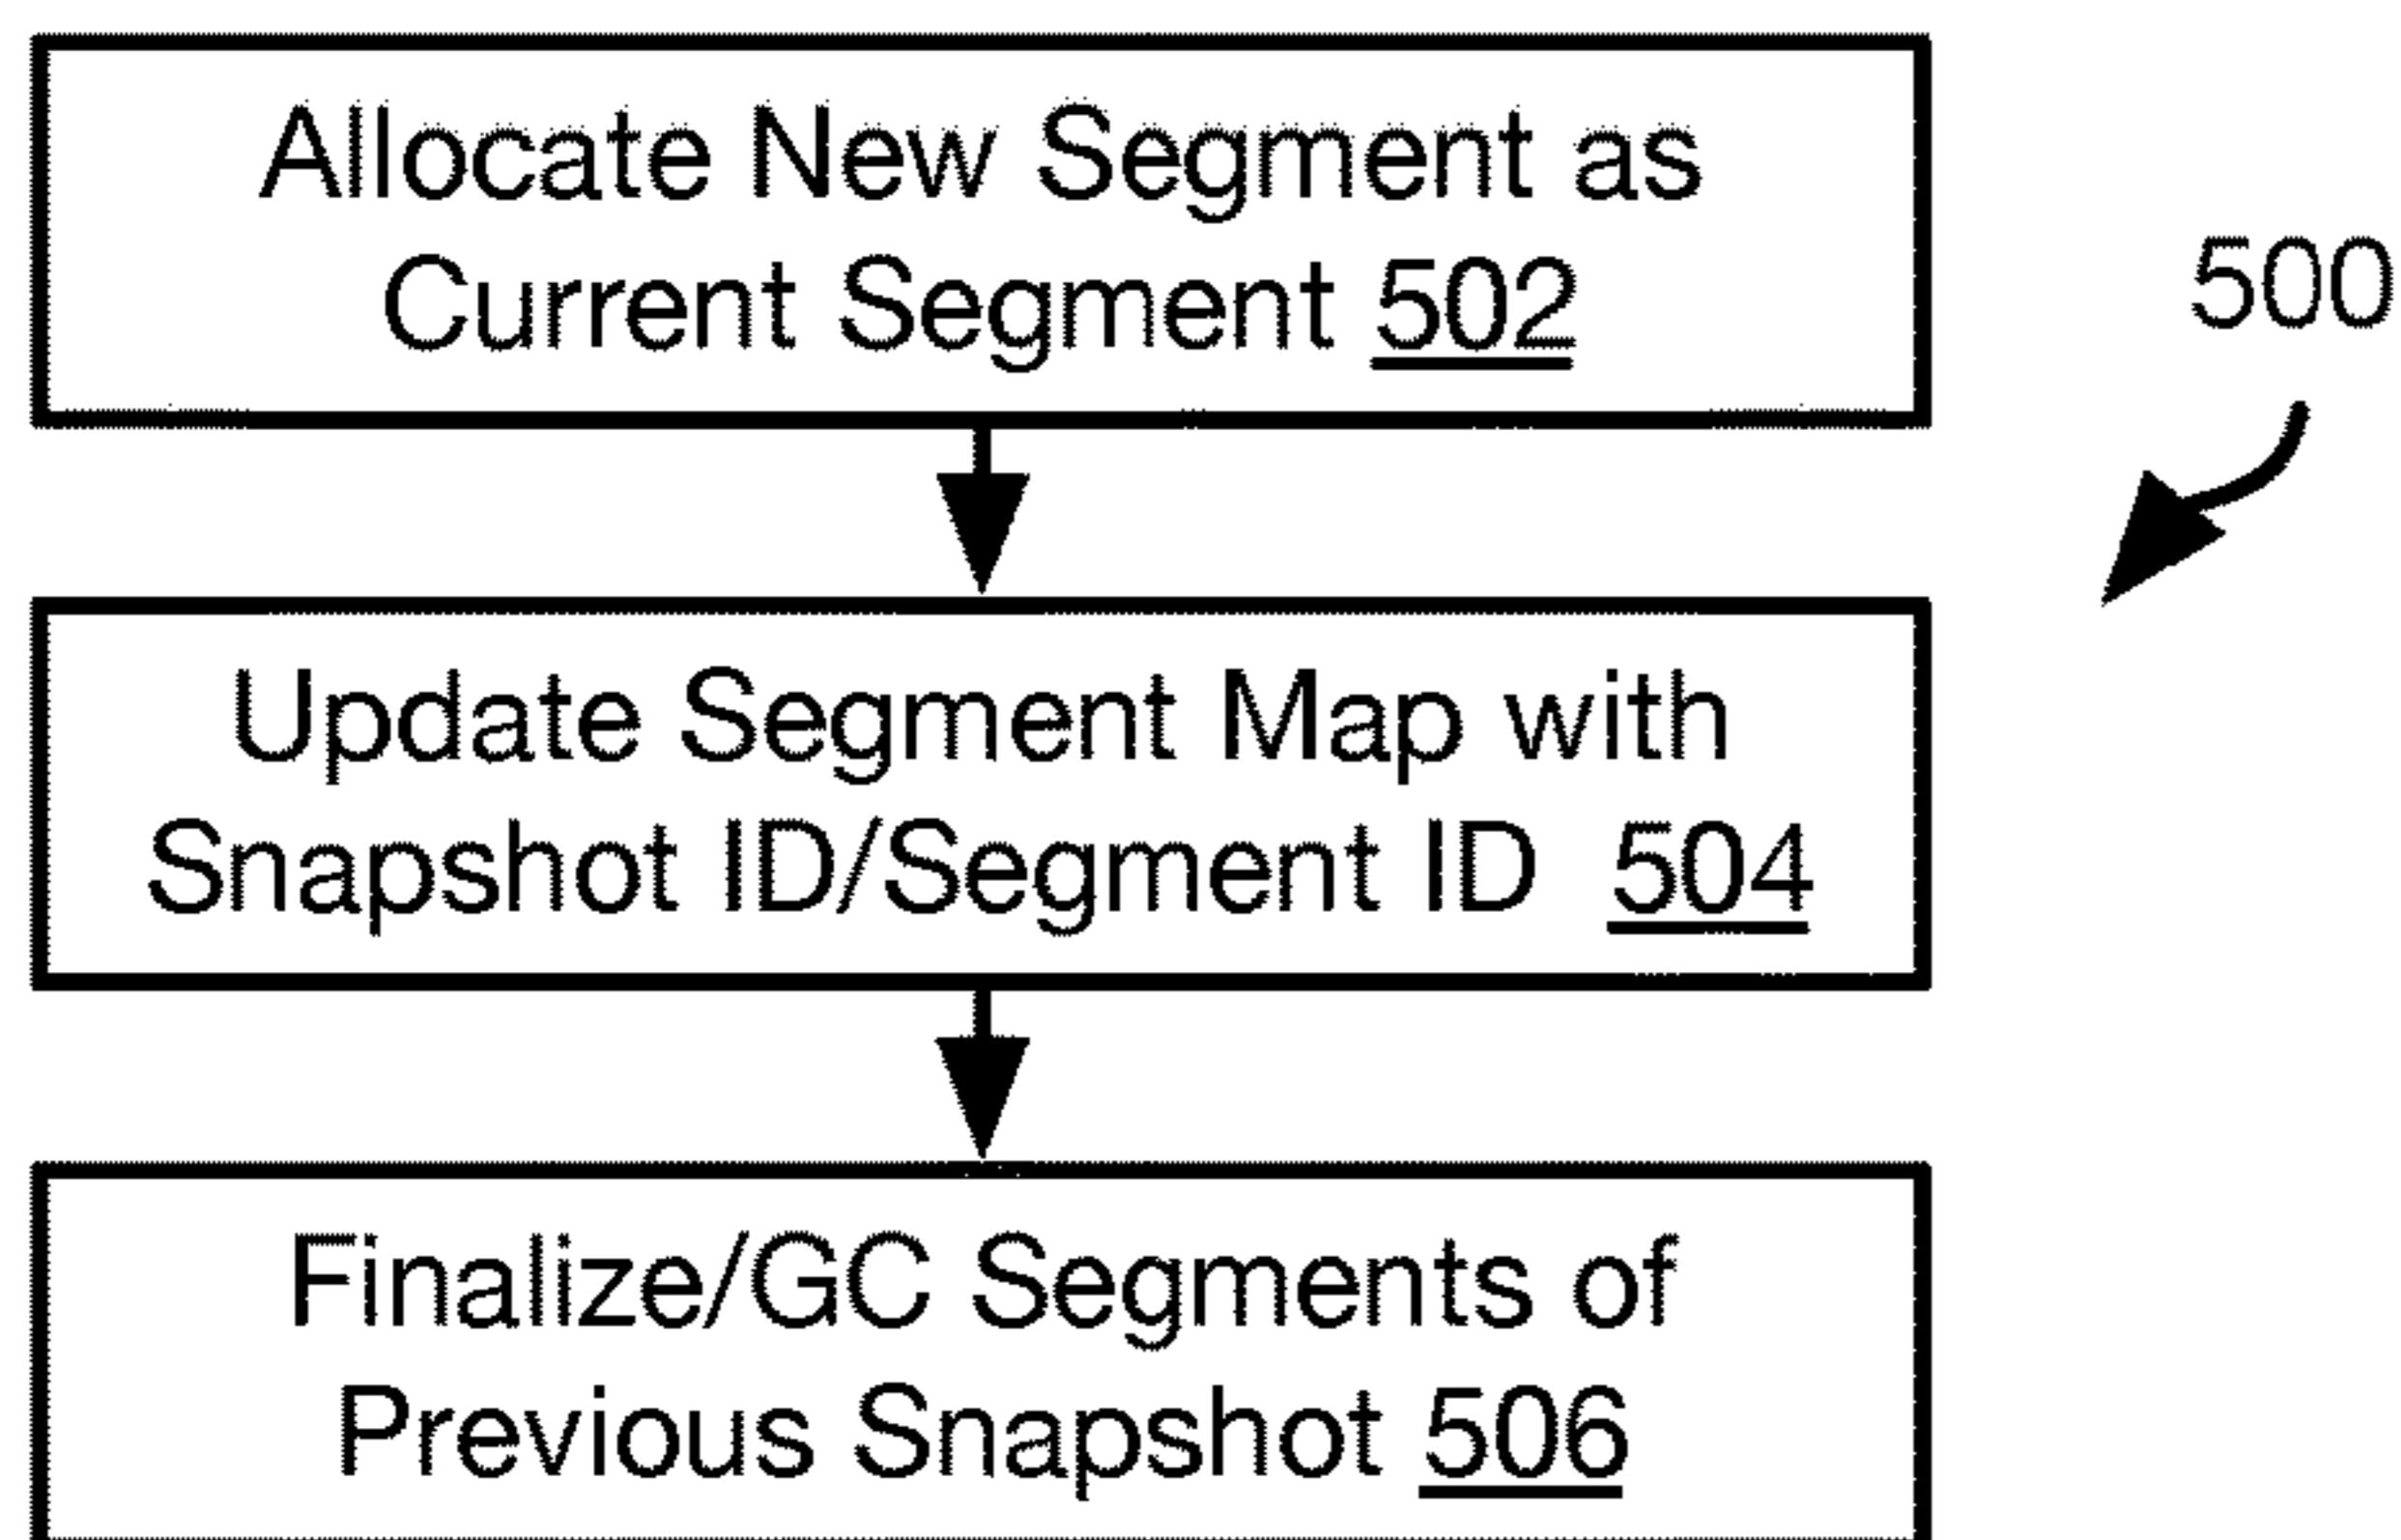 Allocate New Segment as
Current Segment 502
500
Update Segment Map with
Snapshot ID/Segment ID 504
Finalize/GC Segments of
Previous Snapshot 506